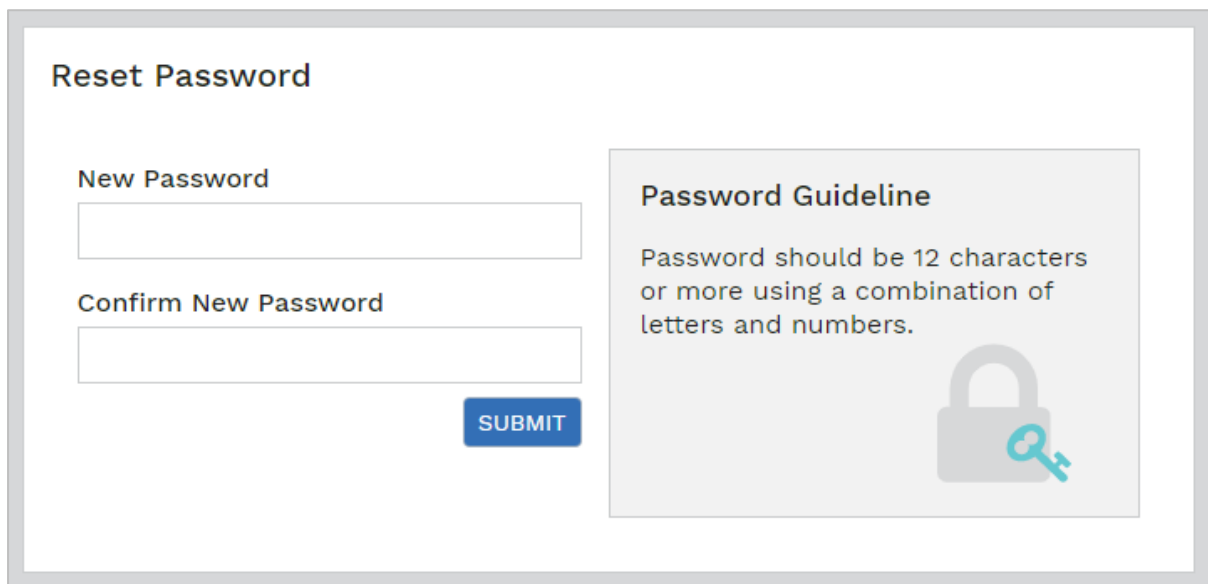 Reset Password
New Password
Confirm New Password
SUBMIT
Password Guideline
Password should be 12 characters
or more using a combination of
letters and numbers.